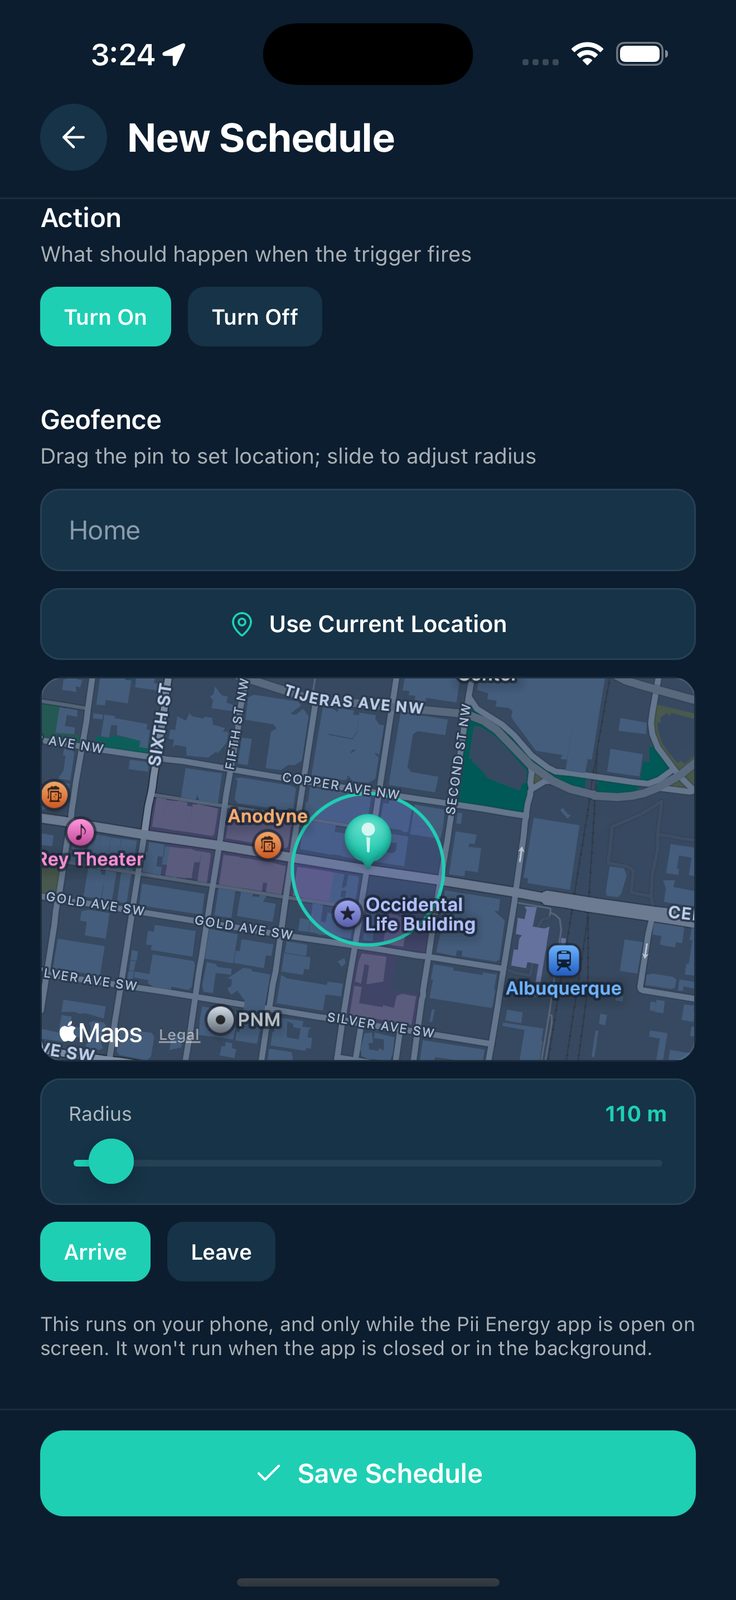 3:24
New Schedule
Action
What should happen when the trigger fires
Turn On
Turn Off
Geofence
Drag the pin to set location; slide to adjust radius
Home
Use Current Location
Center
TIJERAS AVE NW
SIXTH ST
FIFTH ST NW
SECOND ST NW
AVE NW
COPPER AVE NW
Anodyne
Rey Theater
Occidental
Life Building
GOLD AVE SW
GOLD AVE SW
CE
LVER AVE SW
Albuquerque
PNM
SILVER AVE SW
Maps
Legal
VE SW
Radius
110 m
Arrive
Leave
This runs on your phone, and only while the Pii Energy app is open on
screen. It won't run when the app is closed or in the background.
Save Schedule